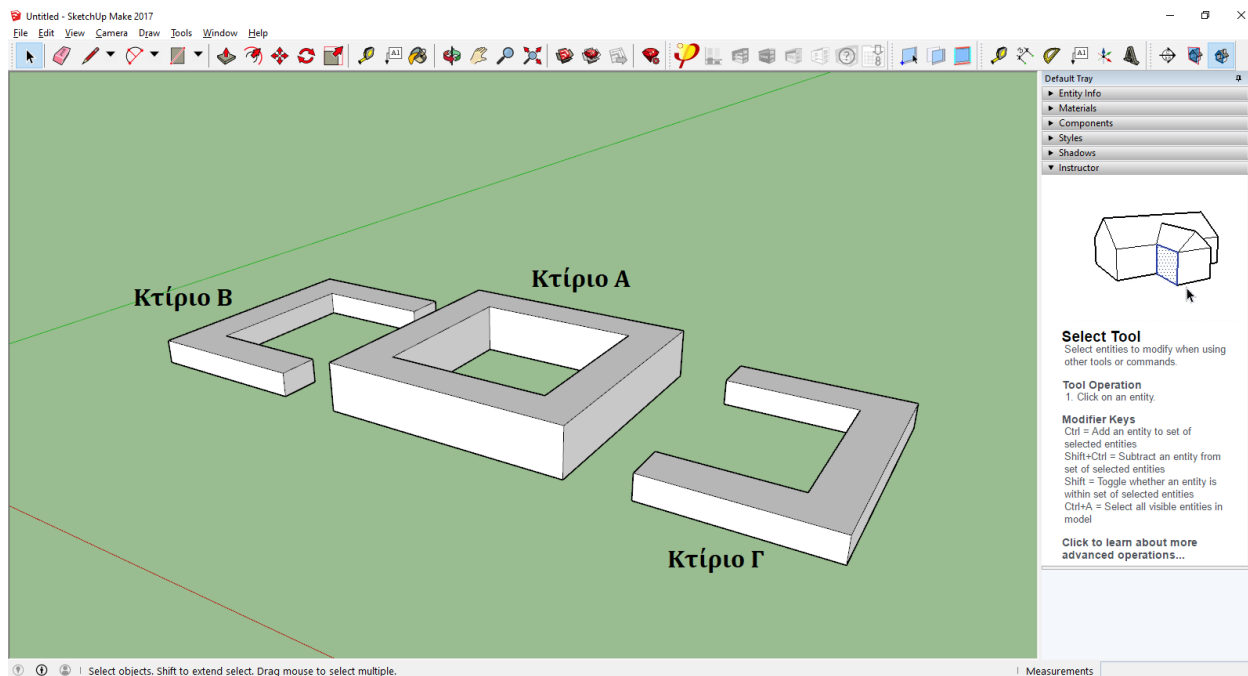 Untitled - SketchUp Make 2017
File Edit View Camera Draw Tools Window Help
Default Tray
Entity Info
Materials
Components
Styles
Shadows
Instructor
Κτίριο Β
Κτίριο Α
Κτίριο Γ
Select Tool
Select entities to modify when using
other tools or commands.
Tool Operation
1. Click on an entity.
Modifier Keys
Ctrl = Add an entity to set of
selected entities
Shift+Ctrl = Subtract an entity from
set of selected entities
Shift = Toggle whether an entity is
within set of selected entities
Ctrl+A = Select all visible entities in
model
Click to learn about more
advanced operations...
Select objects. Shift to extend select. Drag mouse to select multiple.
Measurements